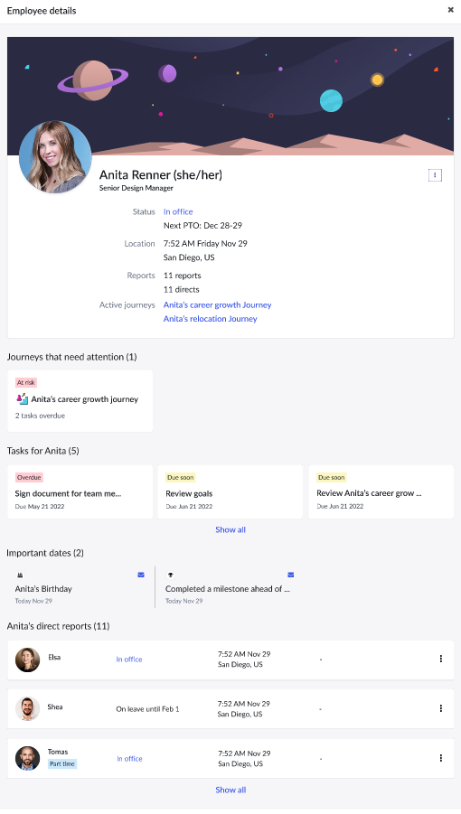 Employee details
Anita Renner (she/her)
Senior Design Manager
Status In office
Next PTO: Dec 28-29
Location 7:52 AM Friday Nov 29
San Diego, US
Reports 11 reports
11 directs
Active journeys Anita's career growth Journey
Anita's relocation Journey
Journeys that need attention (1)
At risk
Anita's career growth journey
2 tasks overdue
Tasks for Anita (5)
Overdue
Sign document for team me...
Due May 21 2022
Due soon
Review goals
Due Jun 21 2022
Due soon
Review Anita's career grow ...
Due Jun 21 2022
Show all
Important dates (2)
Anita's Birthday
Today Nov 29
Completed a milestone ahead of ...
Today Nov 29
Anita's direct reports (11)
Elsa In office 7:52 AM Nov 29 -
San Diego, US
Shea On leave until Feb 1 7:52 AM Nov 29 -
San Diego, US
Tomas In office 7:52 AM Nov 29 -
Part time San Diego, US
Show all